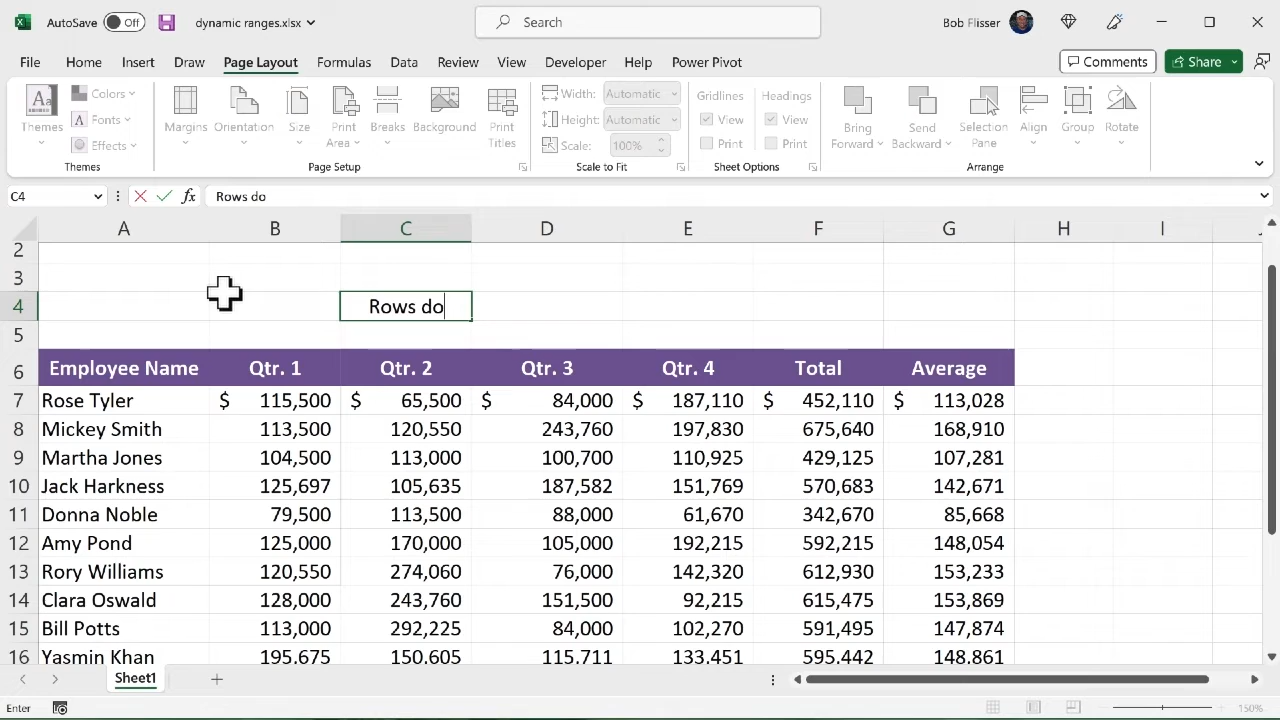 AutoSave Off dynamic ranges.xlsx Search Bob Flisser
File Home Insert Draw Page Layout Formulas Data Review View Developer Help Power Pivot Comments Share
Aa Colors Width: Automatic Gridlines Headings
Themes Fonts Margins Orientation Size Print Breaks Background Print Height: Automatic View View Bring Send Selection Align Group Rotate
Effects Area Titles Scale: 100% Print Print Forward Backward Pane
Themes Page Setup Scale to Fit Sheet Options Arrange
C4 fx Rows do
A B C D E F G H I
2
3
4 Rows do
5
6 Employee Name Qtr. 1 Qtr. 2 Qtr. 3 Qtr. 4 Total Average
7 Rose Tyler $ 115,500 $ 65,500 $ 84,000 $ 187,110 $ 452,110 $ 113,028
8 Mickey Smith 113,500 120,550 243,760 197,830 675,640 168,910
9 Martha Jones 104,500 113,000 100,700 110,925 429,125 107,281
10 Jack Harkness 125,697 105,635 187,582 151,769 570,683 142,671
11 Donna Noble 79,500 113,500 88,000 61,670 342,670 85,668
12 Amy Pond 125,000 170,000 105,000 192,215 592,215 148,054
13 Rory Williams 120,550 274,060 76,000 142,320 612,930 153,233
14 Clara Oswald 128,000 243,760 151,500 92,215 615,475 153,869
15 Bill Potts 113,000 292,225 84,000 102,270 591,495 147,874
16 Yasmin Khan 195,675 150,605 115,711 133,451 595,442 148,861
Sheet1
Enter 150%